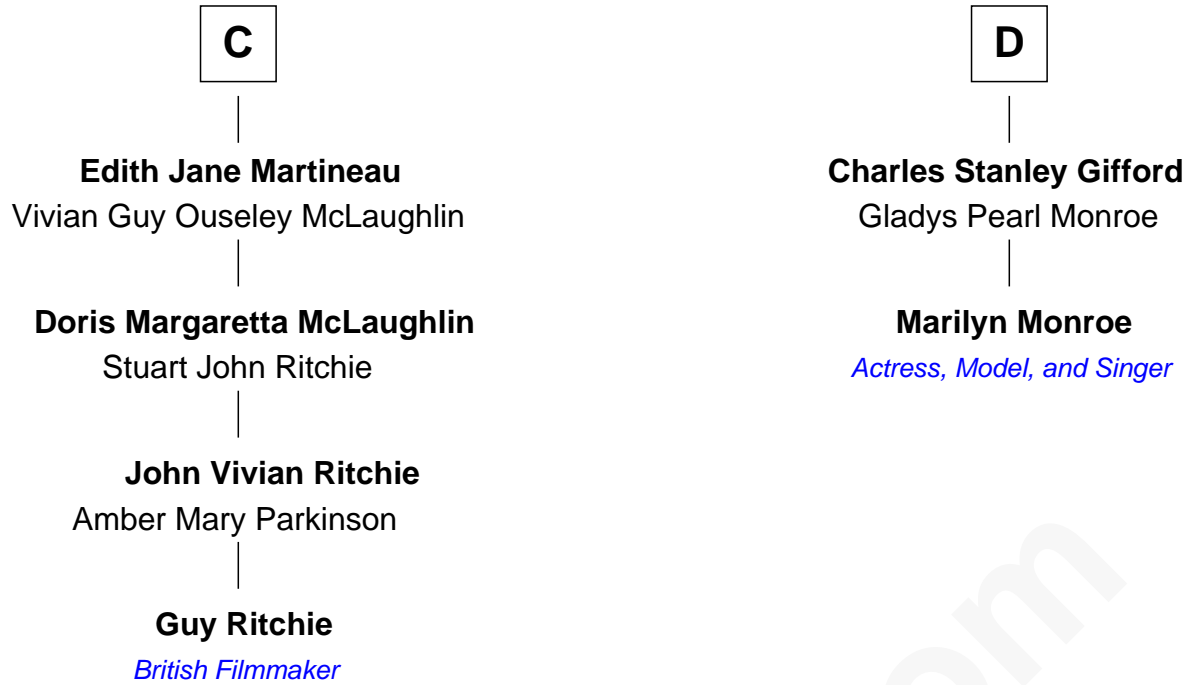 C
Edith Jane Martineau
Vivian Guy Ouseley McLaughlin
Doris Margaretta McLaughlin
Stuart John Ritchie
John Vivian Ritchie
Amber Mary Parkinson
Guy Ritchie
British Filmmaker
D
Charles Stanley Gifford
Gladys Pearl Monroe
Marilyn Monroe
Actress, Model, and Singer
om